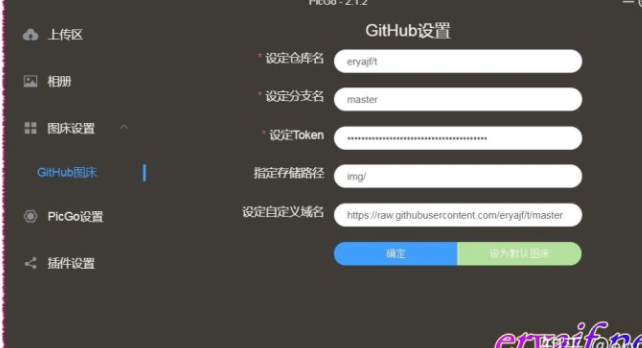 PicGo - 2.1.2
GitHub设置
上传区
相册
图床设置
GitHub图床
PicGo设置
插件设置
* 设定仓库名
eryajf/t
* 设定分支名
master
* 设定Token
指定存储路径
img/
设定自定义域名
https://raw.githubusercontent.com/eryajf/t/master
确定
设为默认图床